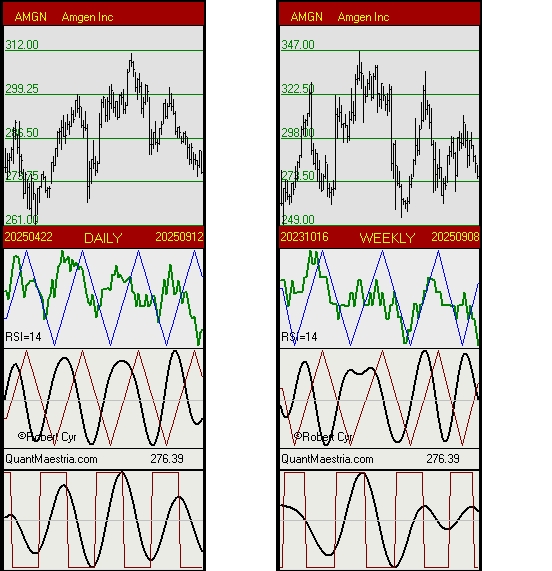 AMGN Amgen Inc
312.00
299.25
286.50
273.75
261.00
20250422 DAILY 20250912
RSI=14
©Robert Cyr
QuantMaestria.com 276.39
AMGN Amgen Inc
347.00
322.50
298.00
273.50
249.00
20231016 WEEKLY 20250908
RSI=14
©Robert Cyr
QuantMaestria.com 276.39